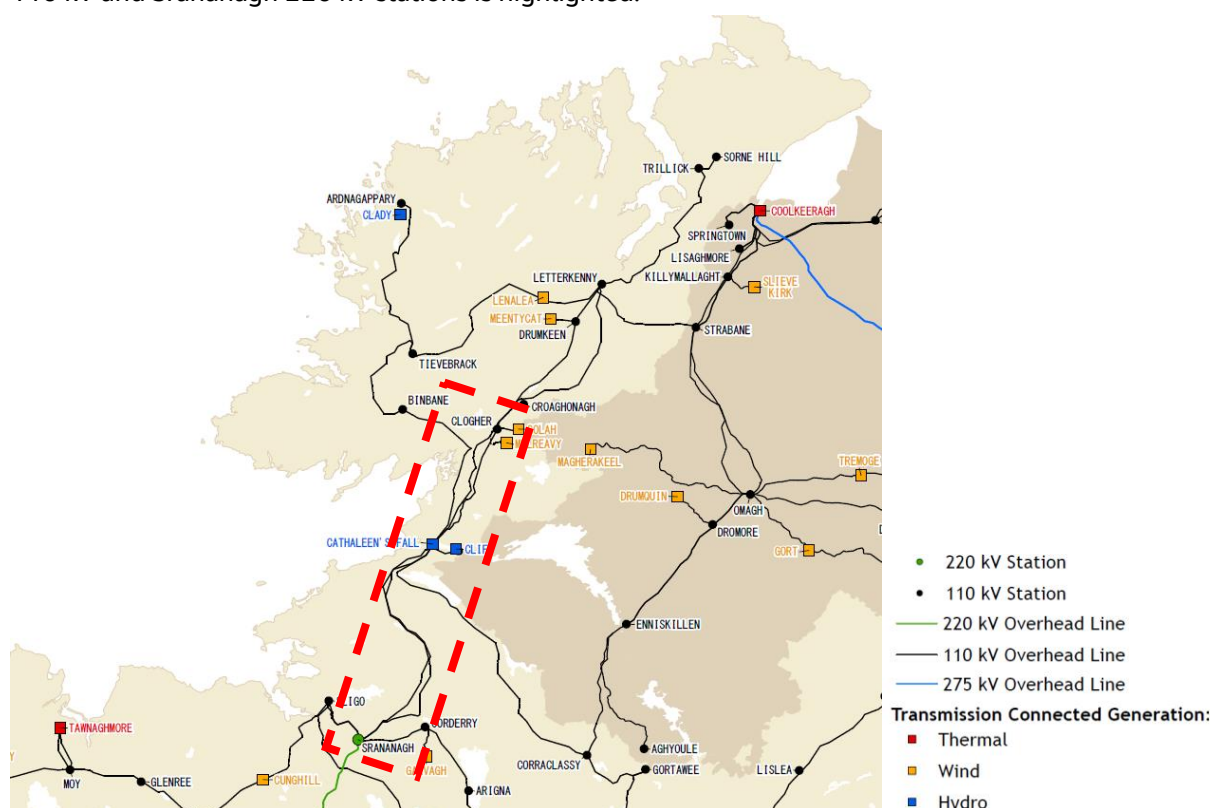 110 kV and Srananagh 220 kV stations is highlighted.
SORNE HILL
TRILLICK
ARDNAGAPPARY
CLADY
COOLKEERAGH
SPRINGTOWN
LISAGHMORE
LETTERKENNY
KILLYMALLAGHT
SLIEVE
KIRK
LENALEA
MEENTYCAT
DRUMKEEN
STRABANE
TIEVEBRACK
BINBANE
CROAGHONAGH
CLOGHER
MAGHERAKEEL
TREMOGE
DRUMQUIN
OMAGH
DROMORE
CATHALEEN'S FALL
GORT
220 kV Station
110 kV Station
220 kV Overhead Line
110 kV Overhead Line
275 kV Overhead Line
Transmission Connected Generation:
Thermal
Wind
Hydro
ENNISKILLEN
TAWNAGHMORE
SRANANAGH
AGHYOULE
CORRACLASSY
GORTAWEE
LISLEA
MOY
GLENREE
CUNGHILL
ARIGNA